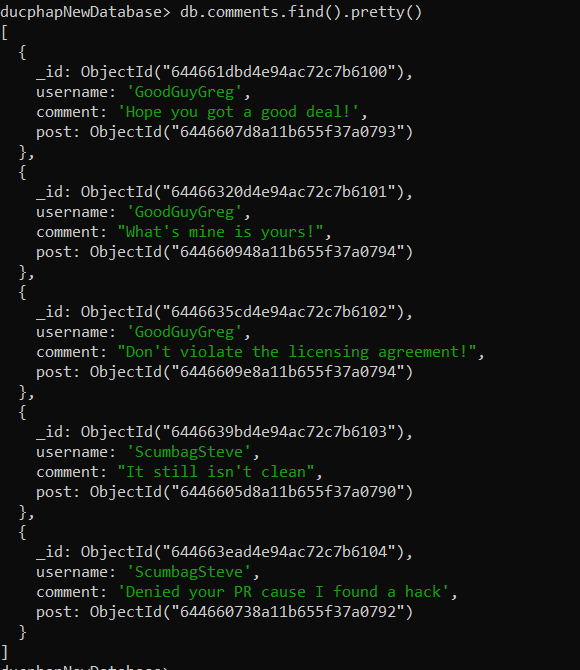 ducphapNewDatabase> db.comments.find().pretty()
[
  {
    _id: ObjectId("644661dbd4e94ac72c7b6100"),
    username: 'GoodGuyGreg',
    comment: 'Hope you got a good deal!',
    post: ObjectId("6446607d8a11b655f37a0793")
  },
  {
    _id: ObjectId("64466320d4e94ac72c7b6101"),
    username: 'GoodGuyGreg',
    comment: "What's mine is yours!",
    post: ObjectId("644660948a11b655f37a0794")
  },
  {
    _id: ObjectId("6446635cd4e94ac72c7b6102"),
    username: 'GoodGuyGreg',
    comment: "Don't violate the licensing agreement!",
    post: ObjectId("6446609e8a11b655f37a0794")
  },
  {
    _id: ObjectId("6446639bd4e94ac72c7b6103"),
    username: 'ScumbagSteve',
    comment: "It still isn't clean",
    post: ObjectId("6446605d8a11b655f37a0790")
  },
  {
    _id: ObjectId("644663ead4e94ac72c7b6104"),
    username: 'ScumbagSteve',
    comment: 'Denied your PR cause I found a hack',
    post: ObjectId("644660738a11b655f37a0792")
  }
]
ducphapNewDatabase>